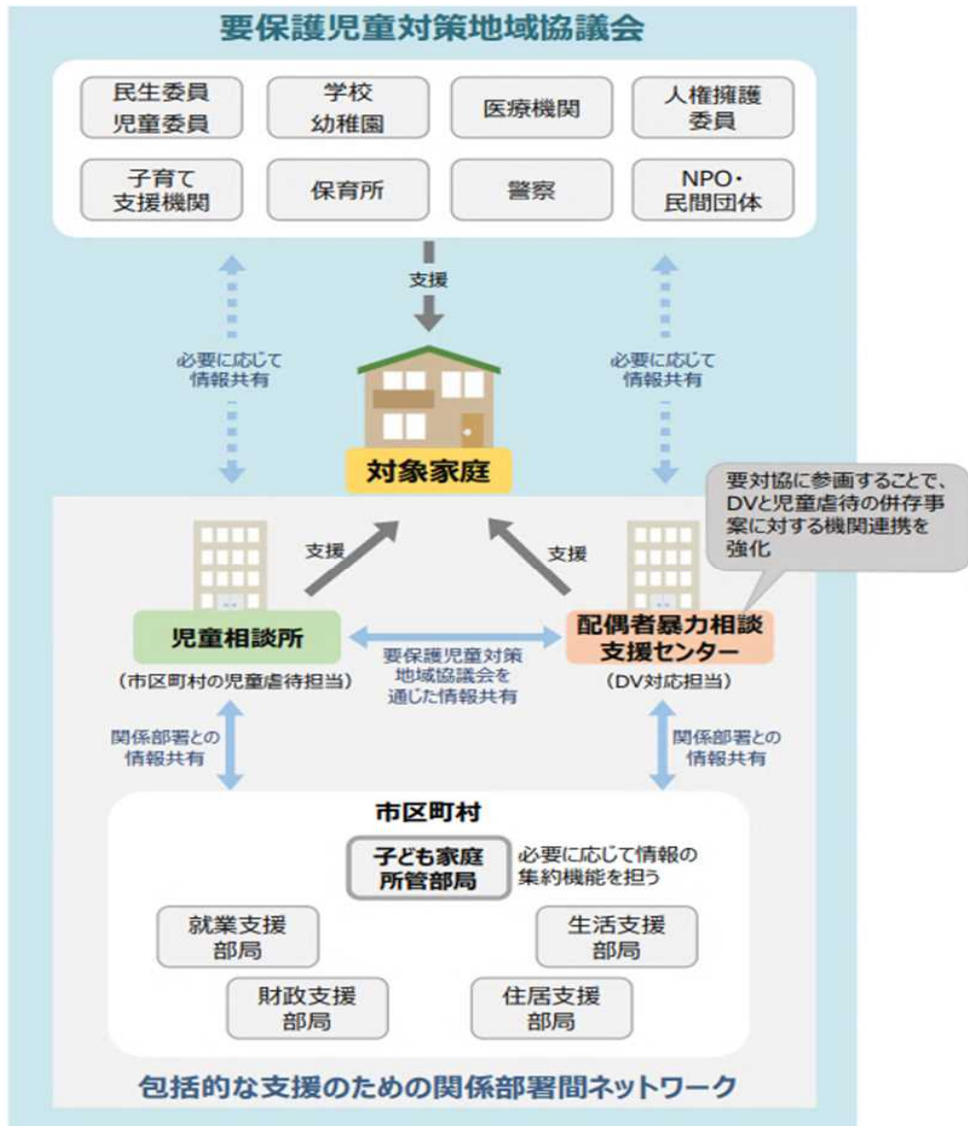 要保護児童対策地域協議会
民生委員
児童委員
学校
幼稚園
医療機関
人権擁護
委員
子育て
支援機関
保育所
警察
NPO・
民間団体
支援
必要に応じて
情報共有
必要に応じて
情報共有
対象家庭
要対協に参画することで、
DVと児童虐待の併存事
案に対する機関連携を
強化
支援
支援
児童相談所
(市区町村の児童虐待担当)
要保護児童対策
地域協議会を
通じた情報共有
配偶者暴力相談
支援センター
(DV対応担当)
関係部署との
情報共有
関係部署との
情報共有
市区町村
子ども家庭
所管部局
必要に応じて情報の
集約機能を担う
就業支援
部局
生活支援
部局
財政支援
部局
住居支援
部局
包括的な支援のための関係部署間ネットワーク